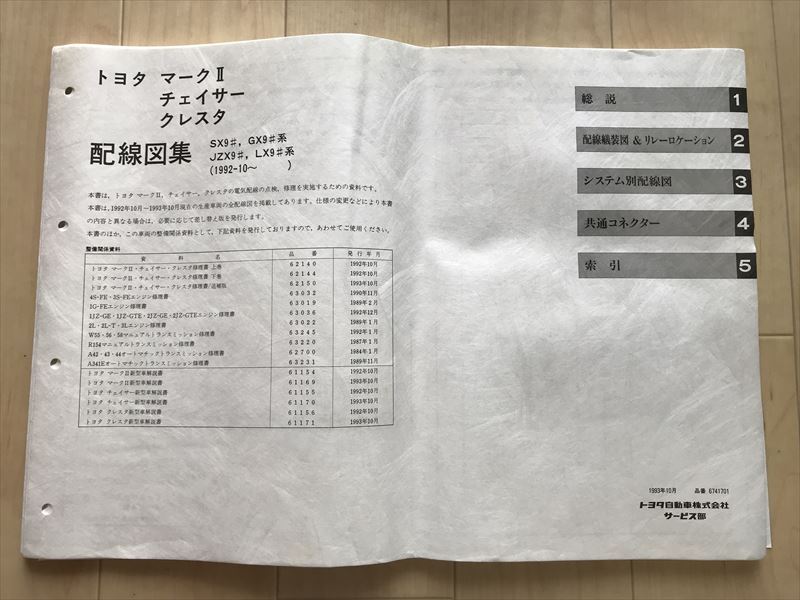 トヨタ マークⅡ
チェイサー
クレスタ
配線図集
SX9#, GX9#系
JZX9#, LX9#系
(1992-10～ )
本書は、トヨタ マークⅡ、チェイサー、クレスタの電気配線の点検、修理を実施するための資料です。
本書は、1992年10月～1993年10月現在の生産車両の全配線図を掲載してあります。仕様の変更などにより本書
の内容と異なる場合は、必要に応じて差し替え版を発行します。
本書のほか、この車両の整備関係資料として、下記資料を発行しておりますので、あわせてご使用ください。
整備関係資料
資料名 品番 発行年月
トヨタ マークⅡ・チェイサー・クレスタ修理書 上巻 62140 1992年10月
トヨタ マークⅡ・チェイサー・クレスタ修理書 下巻 62144 1992年10月
トヨタ マークⅡ・チェイサー・クレスタ修理書/追補版 62150 1993年10月
4S-FE・3S-FEエンジン修理書 63032 1990年11月
1G-FEエンジン修理書 63019 1989年2月
1JZ-GE・1JZ-GTE・2JZ-GE・2JZ-GTEエンジン修理書 63036 1992年12月
2L・2L-T・3Lエンジン修理書 63022 1989年1月
W55・56・58マニュアルトランスミッション修理書 63245 1992年1月
R154マニュアルトランスミッション修理書 63220 1987年1月
A42・43・44オートマチックトランスミッション修理書 62700 1984年1月
A341Eオートマチックトランスミッション修理書 63231 1989年11月
トヨタ マークⅡ新型車解説書 61154 1992年10月
トヨタ マークⅡ新型車解説書 61169 1993年10月
トヨタ チェイサー新型車解説書 61155 1992年10月
トヨタ チェイサー新型車解説書 61170 1993年10月
トヨタ クレスタ新型車解説書 61156 1992年10月
トヨタ クレスタ新型車解説書 61171 1993年10月
総説 1
配線艤装図 & リレーロケーション 2
システム別配線図 3
共通コネクター 4
索引 5
1993年10月 品番 6741701
トヨタ自動車株式会社
サービス部